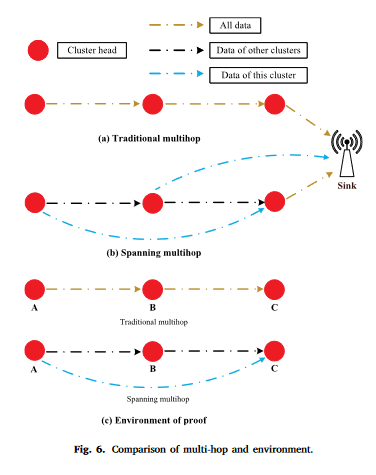 All data
Cluster head
Data of other clusters
Data of this cluster
(a) Traditional multihop
Sink
(b) Spanning multihop
A B C
Traditional multihop
A B C
Spanning multihop
(c) Environment of proof
Fig. 6. Comparison of multi-hop and environment.